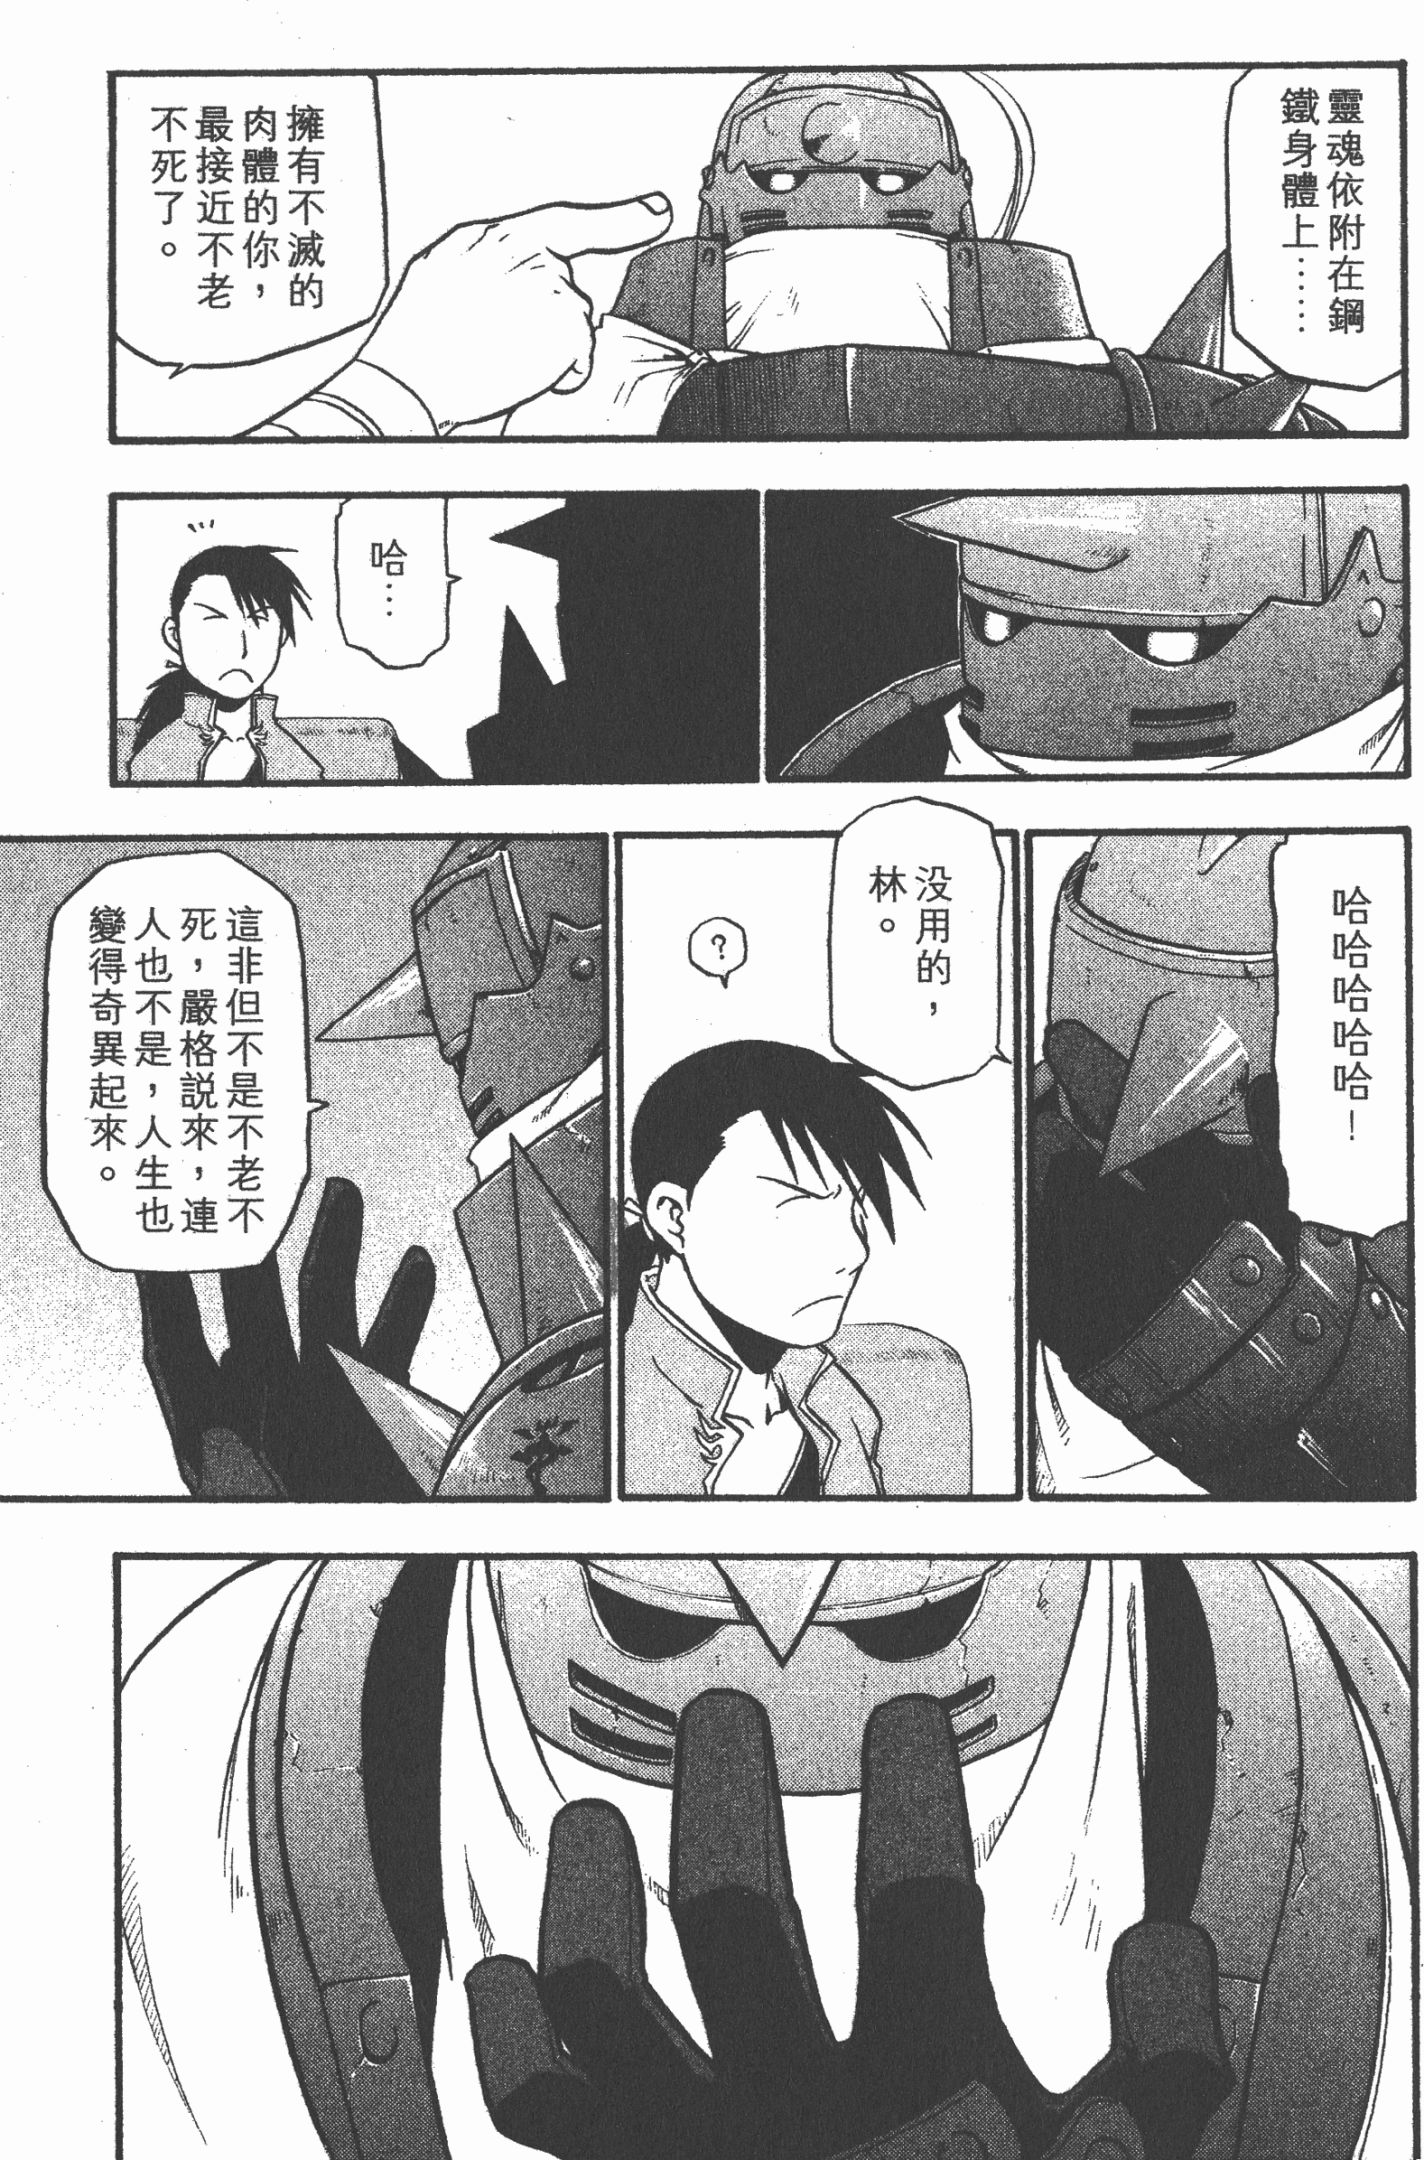 靈魂依附在鋼
鐵身體上……
擁有不滅的
肉體的你，
最接近不老
不死了。
哈…
哈哈哈哈哈！
没用的，
林。
？
這非但不是不老不
死，嚴格説來，連
人也不是，人生也
變得奇異起來。